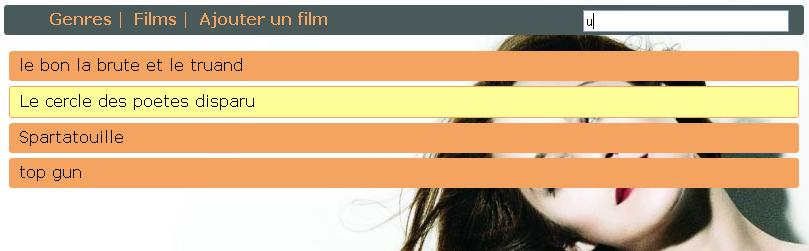 Genres | Films | Ajouter un film u
le bon la brute et le truand
Le cercle des poetes disparu
Spartatouille
top gun